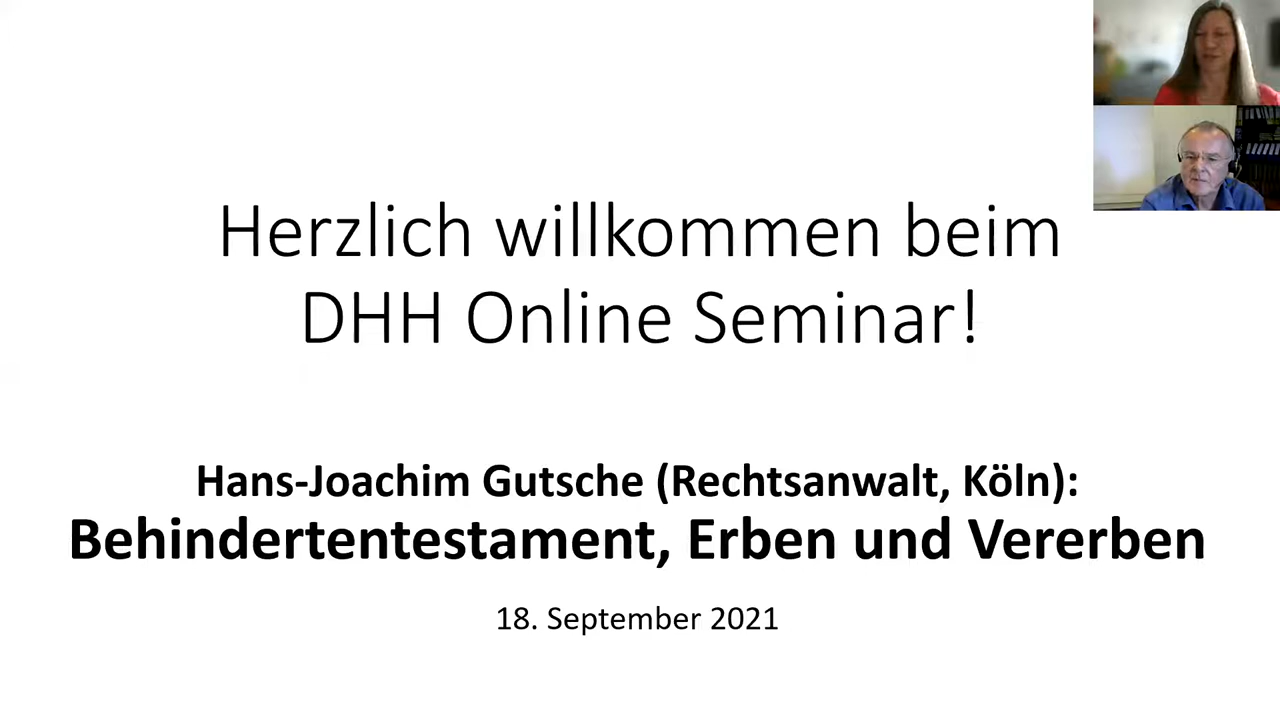 Herzlich willkommen beim
DHH Online Seminar!
Hans-Joachim Gutsche (Rechtsanwalt, Köln):
Behindertentestament, Erben und Vererben
18. September 2021